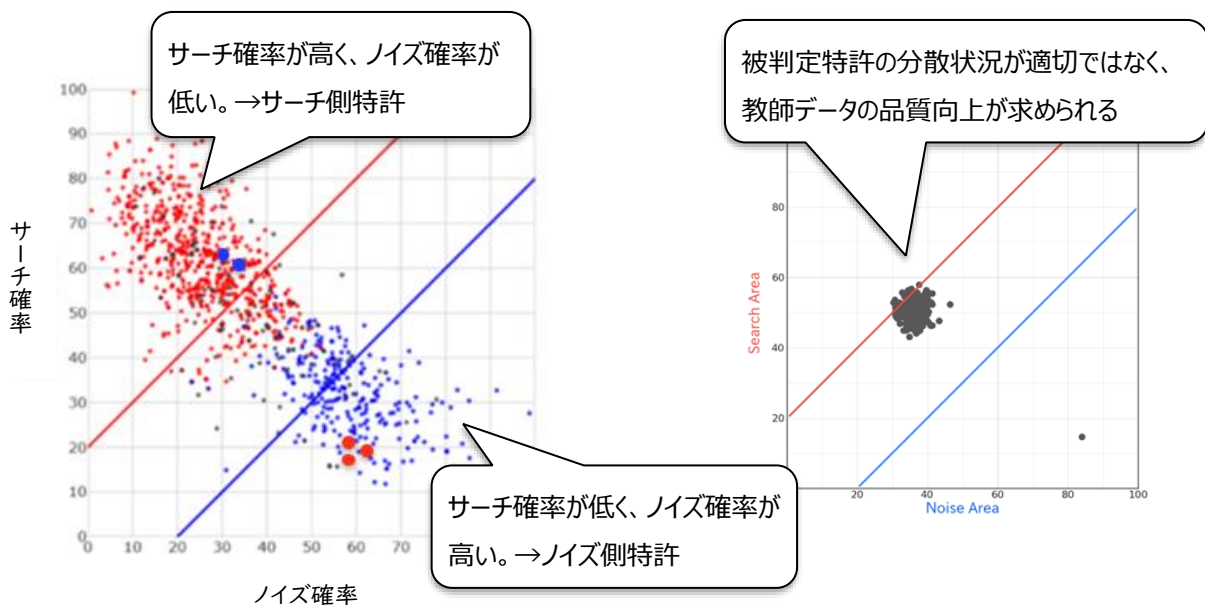 サーチ確率が高く、ノイズ確率が
低い。→サーチ側特許
100
90
80
70
60
50
40
30
20
10
0
0
20
30
40
50
60
70
サーチ確率
ノイズ確率
サーチ確率が低く、ノイズ確率が
高い。→ノイズ側特許
被判定特許の分散状況が適切ではなく、
教師データの品質向上が求められる
80
60
40
20
Search Area
20
40
60
80
100
Noise Area